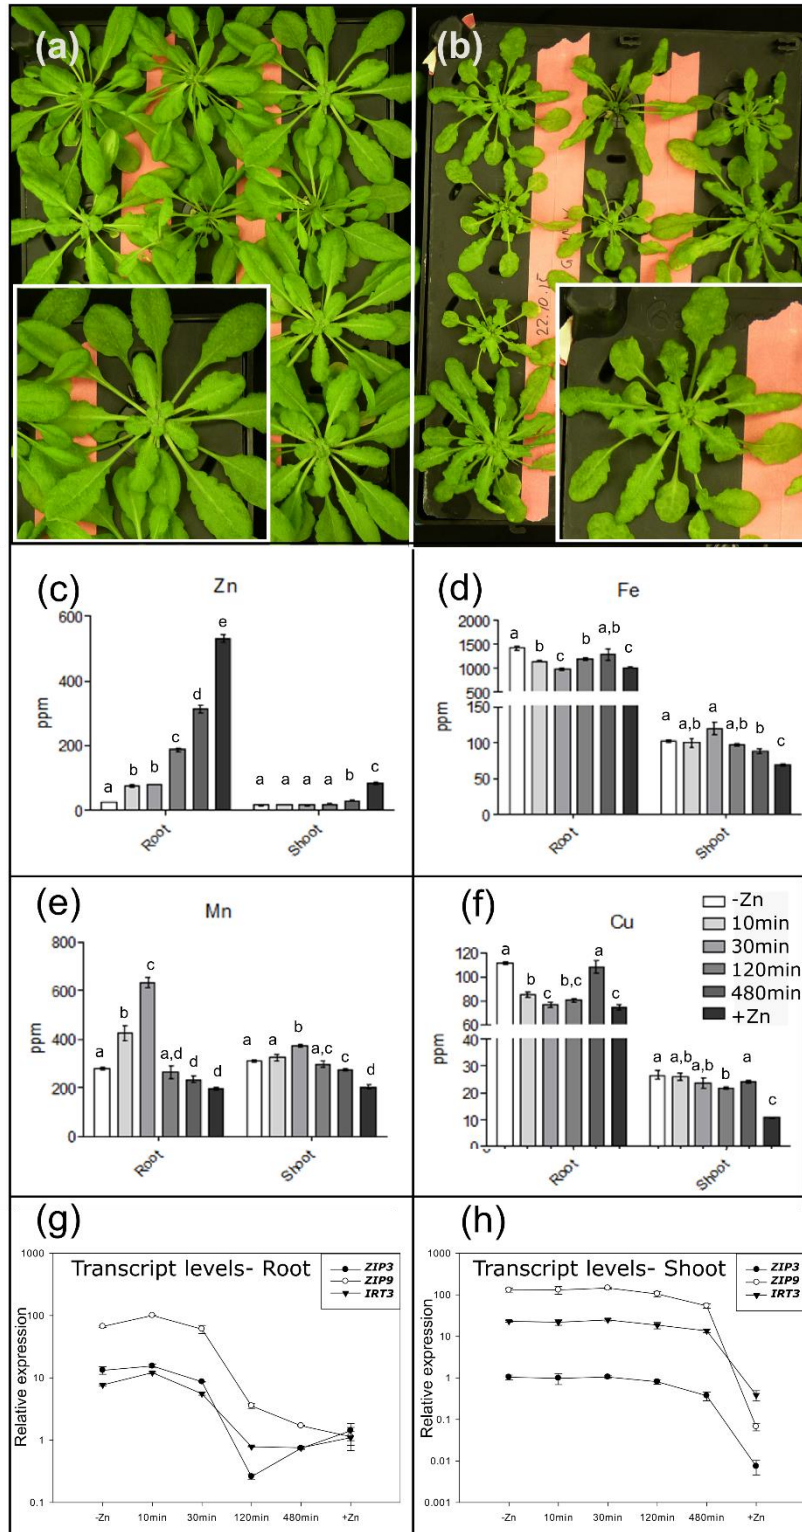 (a)
(b)
22.10.15
(c)
Zn
600
400
200
0
ppm
a
b
b
c
d
e
a
a
a
a
b
c
Root
Shoot
(d)
Fe
2000
1500
1000
500
150
100
50
0
ppm
a
b
c
b
a,b
c
a
a,b
a
a,b
b
c
Root
Shoot
(e)
Mn
800
600
400
200
0
ppm
a
b
c
a,d
d
d
a
a
b
a,c
c
d
Root
Shoot
(f)
Cu
120
100
80
60
40
30
20
10
0
ppm
a
b
c
b,c
a
c
a
a,b
a,b
b
a
c
Root
Shoot
-Zn
10min
30min
120min
480min
+Zn
(g)
Transcript levels- Root
ZIP3
ZIP9
IRT3
1000
100
10
1
0.1
Relative expression
-Zn 10min 30min 120min 480min +Zn
(h)
Transcript levels- Shoot
ZIP3
ZIP9
IRT3
1000
100
10
1
0.1
0.01
0.001
Relative expression
-Zn 10min 30min 120min 480min +Zn